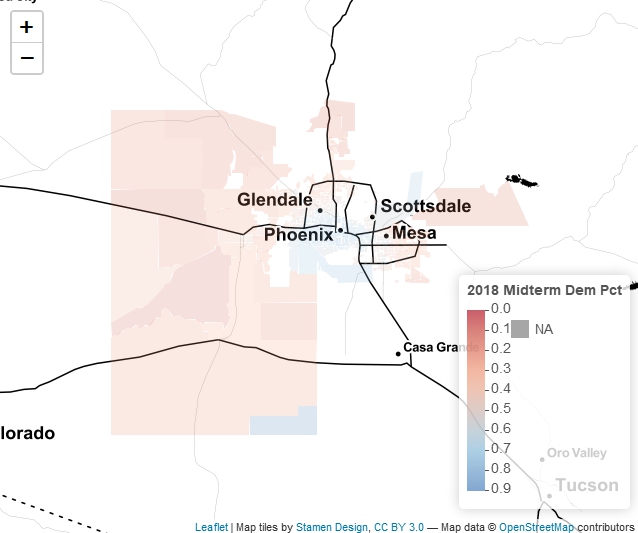 +
−
Glendale
Scottsdale
Phoenix
Mesa
Casa Grande
2018 Midterm Dem Pct
0.0
0.1
NA
0.2
0.3
0.4
0.5
0.6
0.7
0.8
0.9
lorado
Oro Valley
Tucson
Leaflet | Map tiles by Stamen Design, CC BY 3.0 — Map data © OpenStreetMap contributors